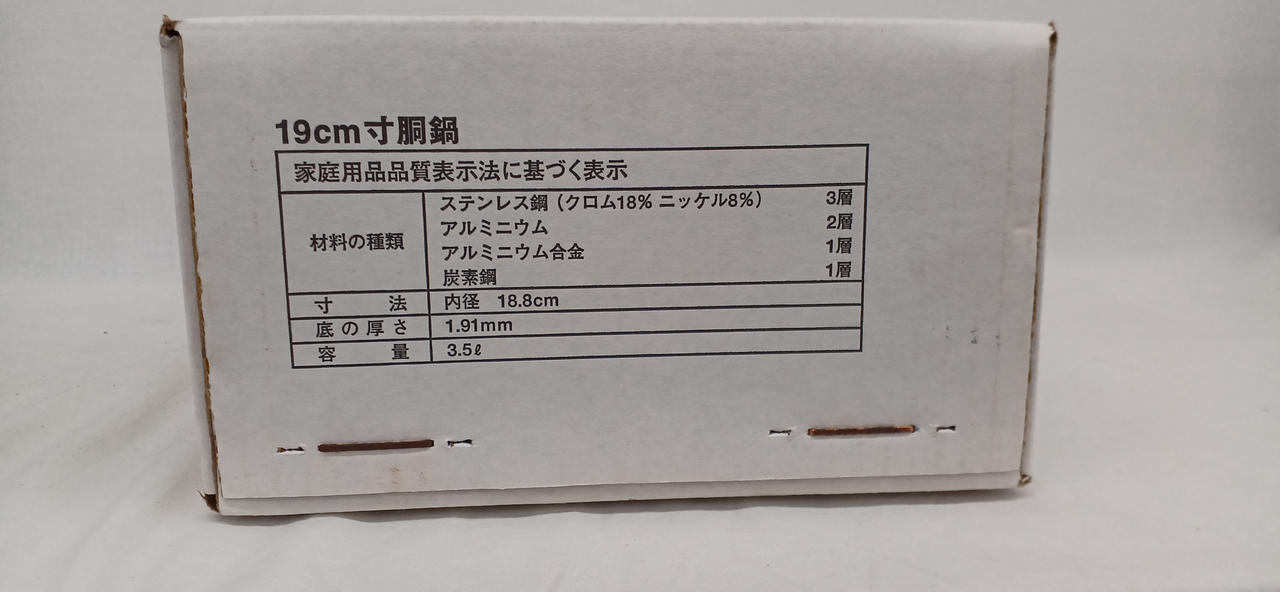 19cm寸胴鍋
家庭用品品質表示法に基づく表示
材料の種類
ステンレス鋼（クロム18% ニッケル8%） 3層
アルミニウム 2層
アルミニウム合金 1層
炭素鋼 1層
寸法 内径 18.8cm
底の厚さ 1.91mm
容量 3.5ℓ